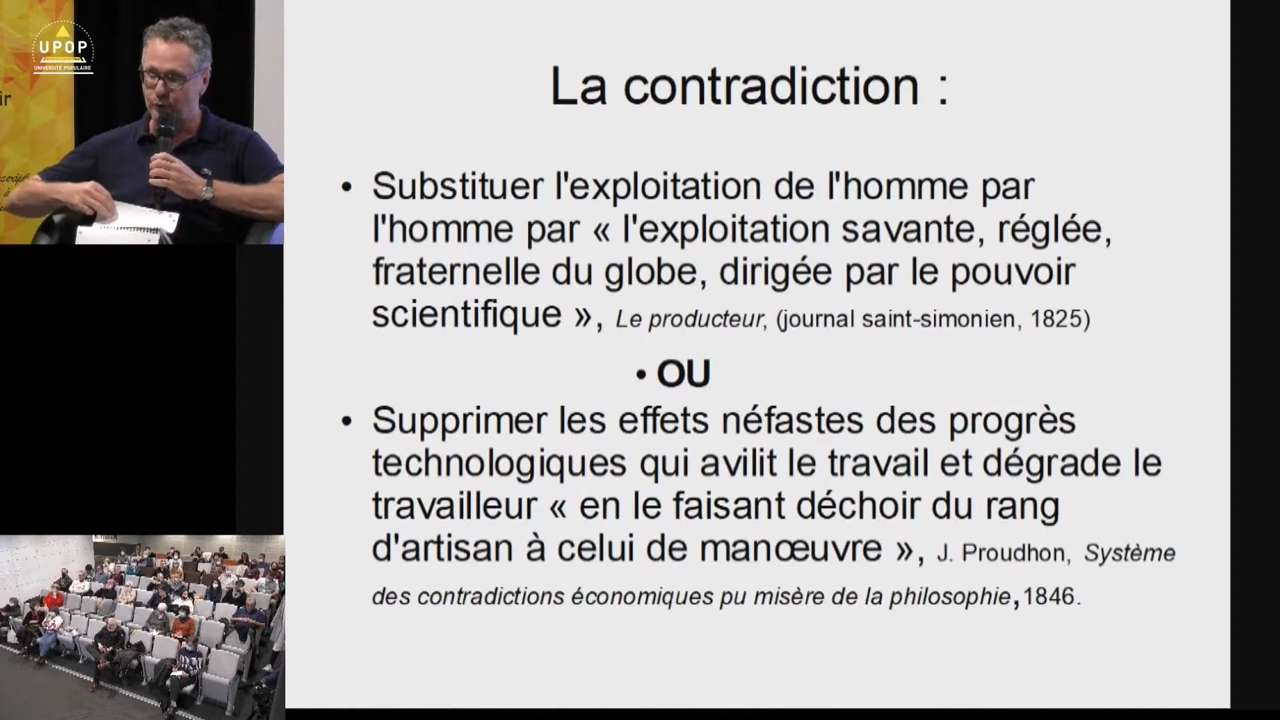 UPOP
UNIVERSITÉ POPULAIRE
ir
La contradiction :
• Substituer l'exploitation de l'homme par
l'homme par « l'exploitation savante, réglée,
fraternelle du globe, dirigée par le pouvoir
scientifique », Le producteur, (journal saint-simonien, 1825)
• OU
• Supprimer les effets néfastes des progrès
technologiques qui avilit le travail et dégrade le
travailleur « en le faisant déchoir du rang
d'artisan à celui de manœuvre », J. Proudhon, Système
des contradictions économiques pu misère de la philosophie,1846.